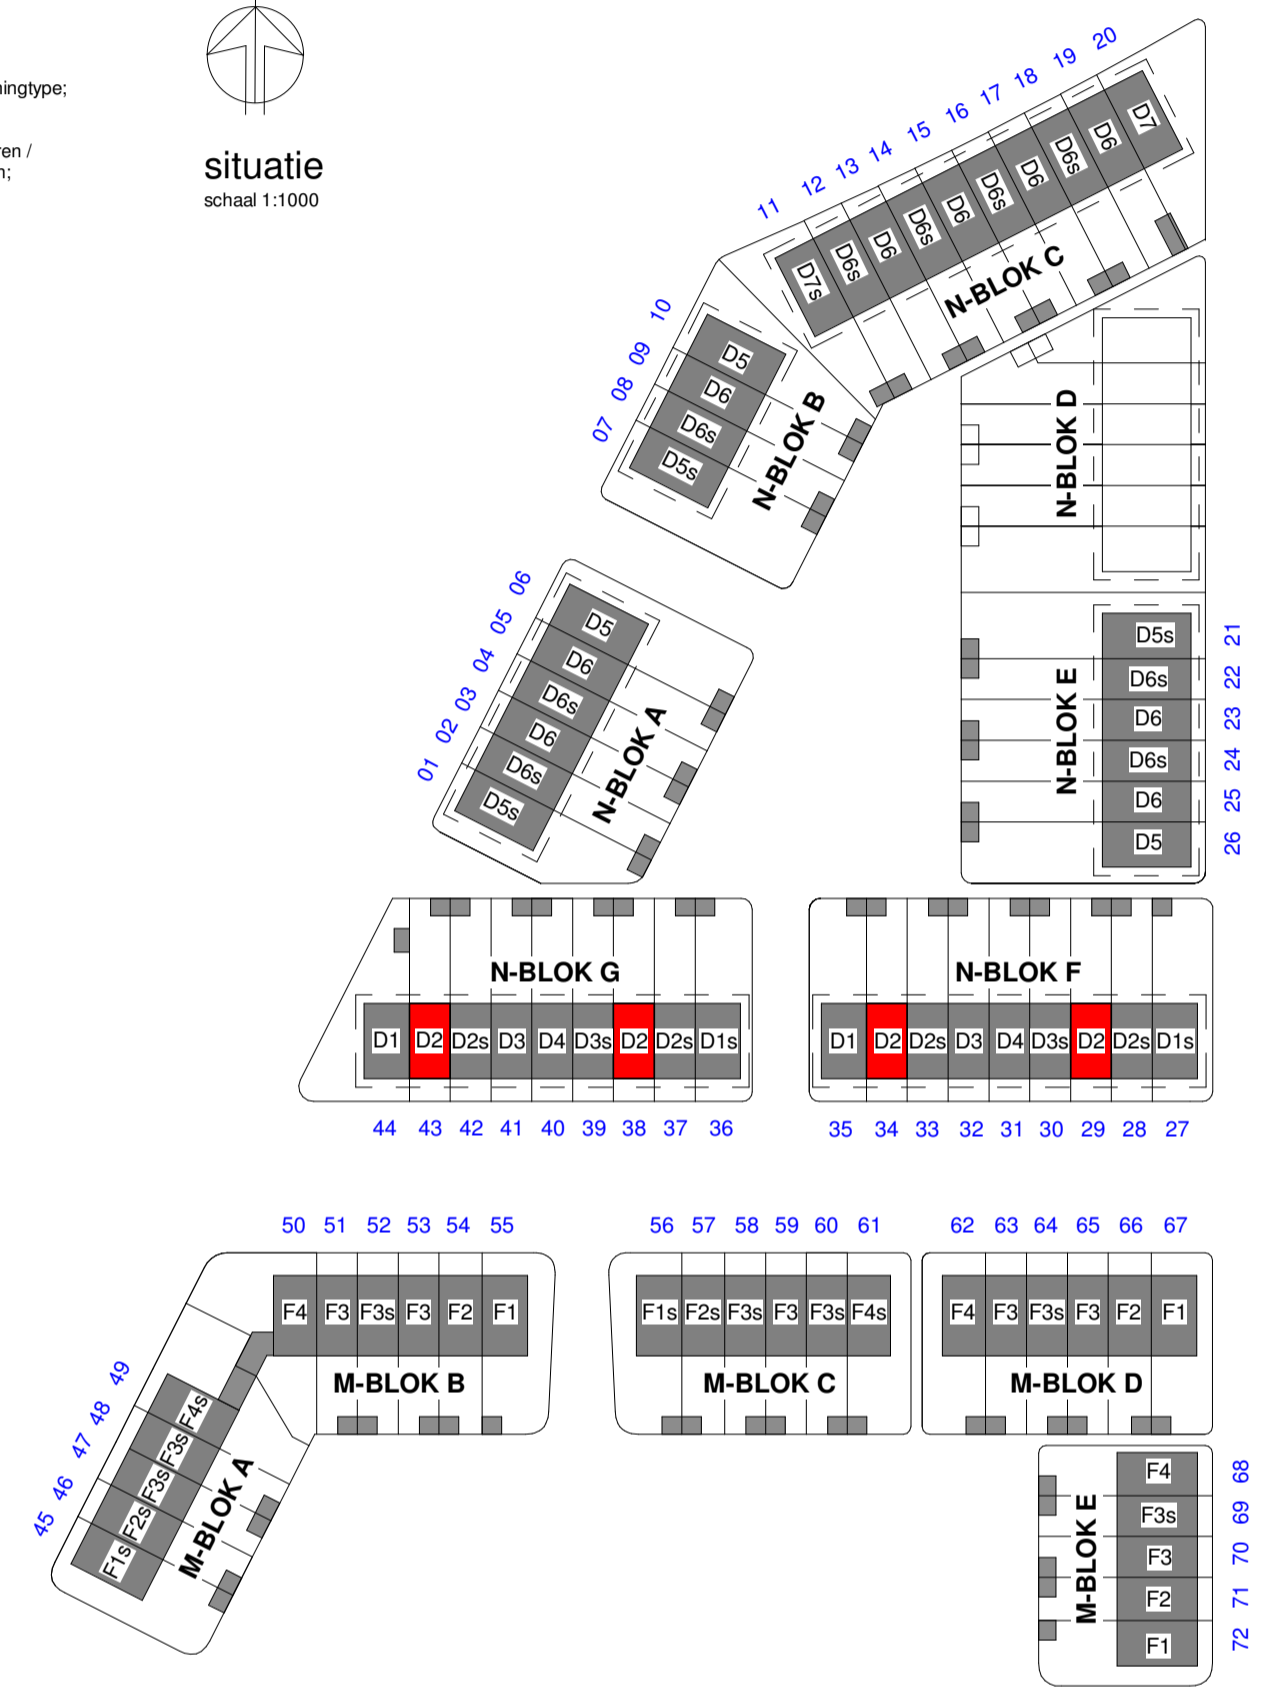 ingtype;
ren /
n;
situatie
schaal 1:1000
11 12 13 14 15 16 17 18 19 20
D7s D6s D6 D6s D6 D6s D6 D6s D6 D7
N-BLOK C
10
09
08
07
D5
D6
D6s
D5s
N-BLOK B
N-BLOK D
06
05
04
03
02
01
D5
D6
D6s
D6
D6s
D5s
N-BLOK A
D5s 21
D6s 22
D6 23
D6s 24
D6 25
D5 26
N-BLOK E
N-BLOK G
D1 D2 D2s D3 D4 D3s D2 D2s D1s
44 43 42 41 40 39 38 37 36
N-BLOK F
D1 D2 D2s D3 D4 D3s D2 D2s D1s
35 34 33 32 31 30 29 28 27
50 51 52 53 54 55
F4 F3 F3s F3 F2 F1
M-BLOK B
56 57 58 59 60 61
F1s F2s F3s F3 F3s F4s
M-BLOK C
62 63 64 65 66 67
F4 F3 F3s F3 F2 F1
M-BLOK D
49
48
47
46
45
F4s
F3s
F3s
F2s
F1s
M-BLOK A
F4 68
F3s 69
F3 70
F2 71
F1 72
M-BLOK E